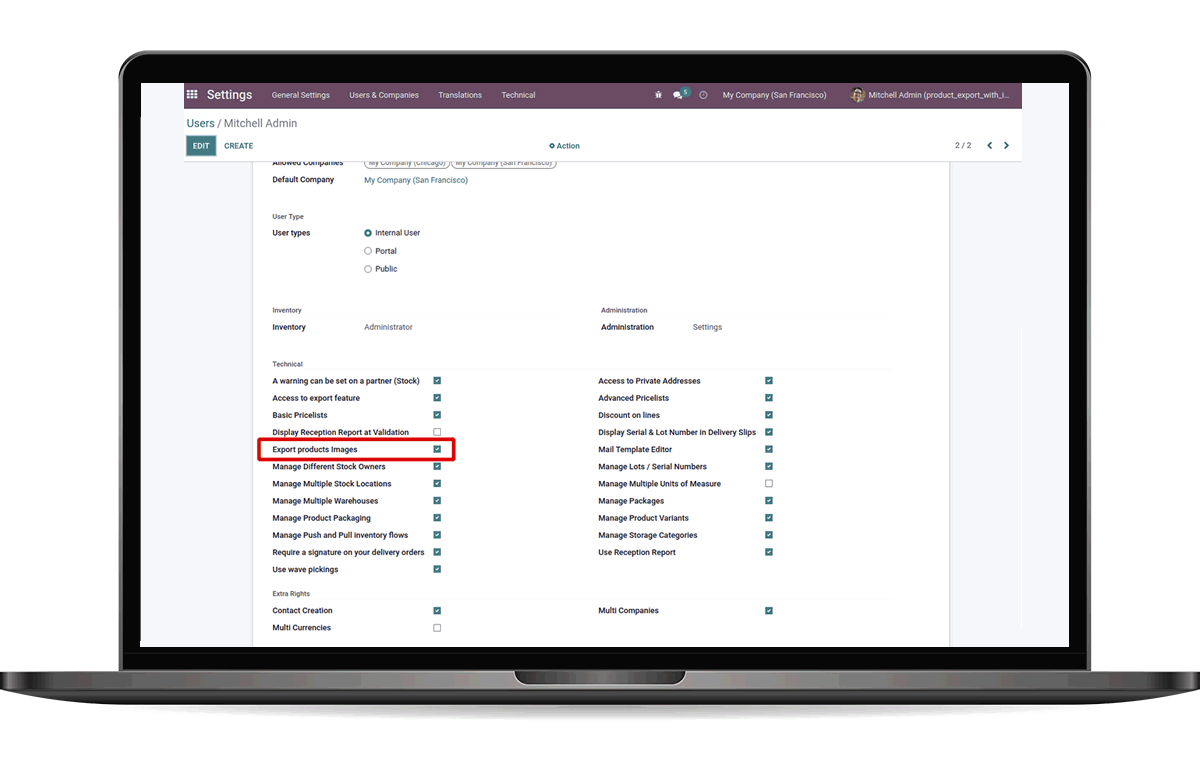 Settings General Settings Users & Companies Translations Technical 5 My Company (San Francisco) Mitchell Admin (product_export_with_i...
Users / Mitchell Admin
EDIT CREATE Action 2 / 2
Allowed Companies My Company (Chicago) My Company (San Francisco)
Default Company My Company (San Francisco)
User Type
User types Internal User
Portal
Public
Inventory Administration
Inventory Administrator Administration Settings
Technical
A warning can be set on a partner (Stock) Access to Private Addresses
Access to export feature Advanced Pricelists
Basic Pricelists Discount on lines
Display Reception Report at Validation Display Serial & Lot Number in Delivery Slips
Export products Images Mail Template Editor
Manage Different Stock Owners Manage Lots / Serial Numbers
Manage Multiple Stock Locations Manage Multiple Units of Measure
Manage Multiple Warehouses Manage Packages
Manage Product Packaging Manage Product Variants
Manage Push and Pull inventory flows Manage Storage Categories
Require a signature on your delivery orders Use Reception Report
Use wave pickings
Extra Rights
Contact Creation Multi Companies
Multi Currencies